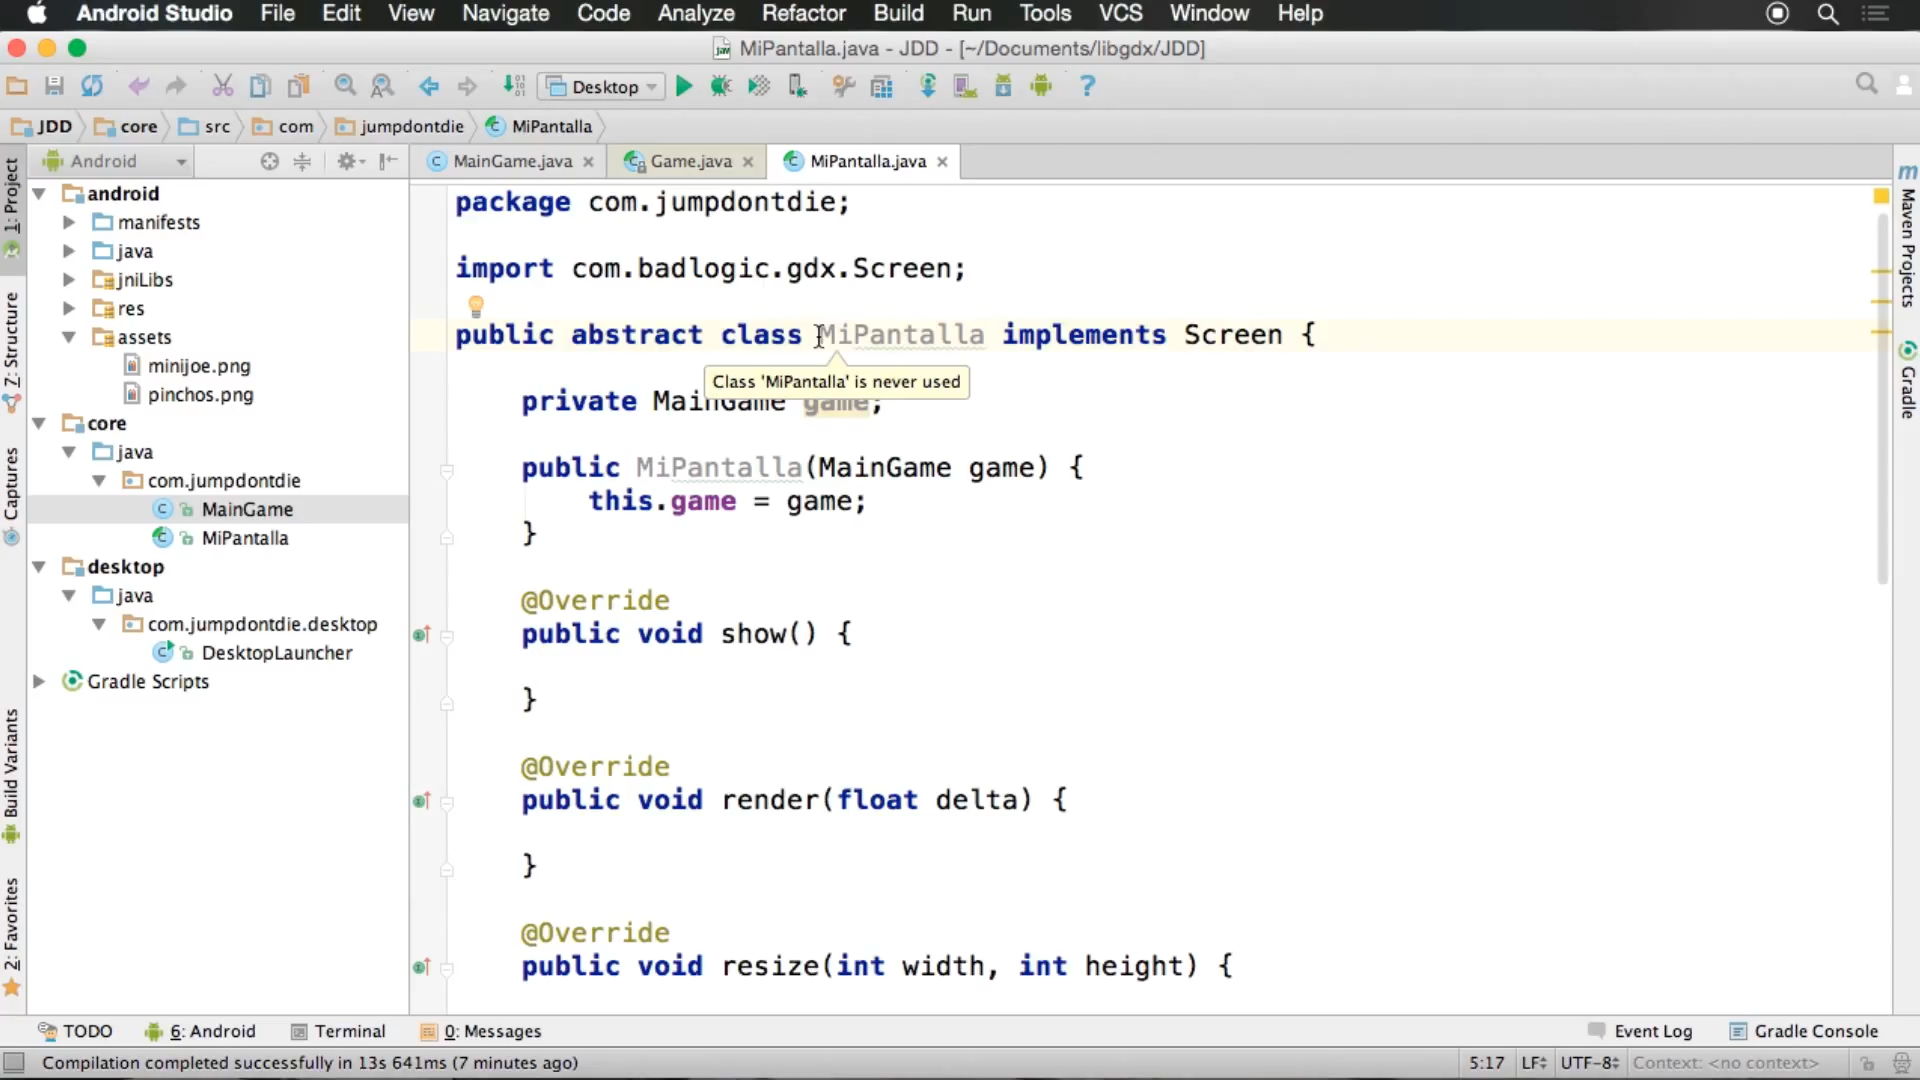 Android Studio File Edit View Navigate Code Analyze Refactor Build Run Tools VCS Window Help
MiPantalla.java - JDD - [~/Documents/libgdx/JDD]
Desktop
JDD core src com jumpdontdie MiPantalla
Android
MainGame.java Game.java MiPantalla.java
1: Project
7: Structure
Captures
Build Variants
2: Favorites
android
manifests
java
jniLibs
res
assets
minijoe.png
pinchos.png
core
java
com.jumpdontdie
MainGame
MiPantalla
desktop
java
com.jumpdontdie.desktop
DesktopLauncher
Gradle Scripts
package com.jumpdontdie;
import com.badlogic.gdx.Screen;
public abstract class MiPantalla implements Screen {
Class 'MiPantalla' is never used
private MainGame game;
public MiPantalla(MainGame game) {
this.game = game;
}
@Override
public void show() {
}
@Override
public void render(float delta) {
}
@Override
public void resize(int width, int height) {
Maven Projects
Gradle
TODO 6: Android Terminal 0: Messages Event Log Gradle Console
Compilation completed successfully in 13s 641ms (7 minutes ago) 5:17 LF UTF-8 Context: <no context>